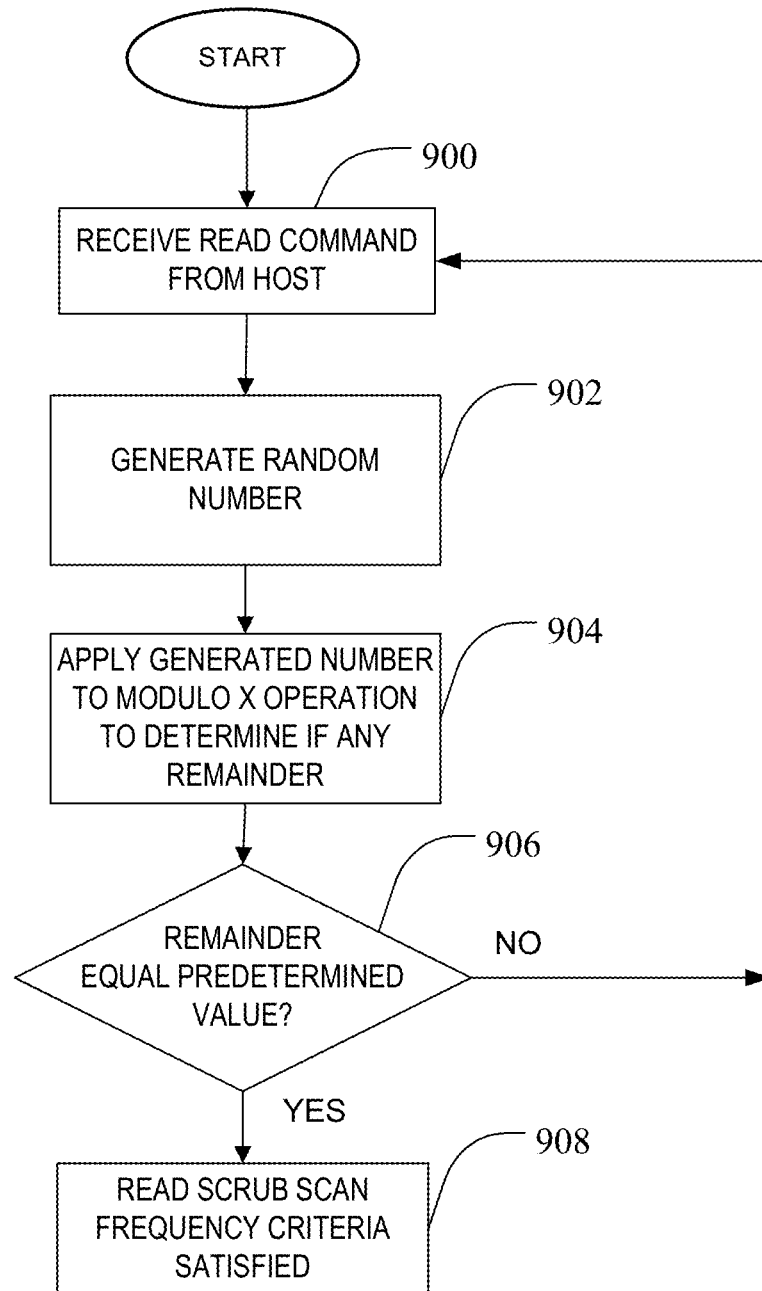 START
900
RECEIVE READ COMMAND
FROM HOST
902
GENERATE RANDOM
NUMBER
904
APPLY GENERATED NUMBER
TO MODULO X OPERATION
TO DETERMINE IF ANY
REMAINDER
906
REMAINDER
EQUAL PREDETERMINED
VALUE?
NO
YES
908
READ SCRUB SCAN
FREQUENCY CRITERIA
SATISFIED